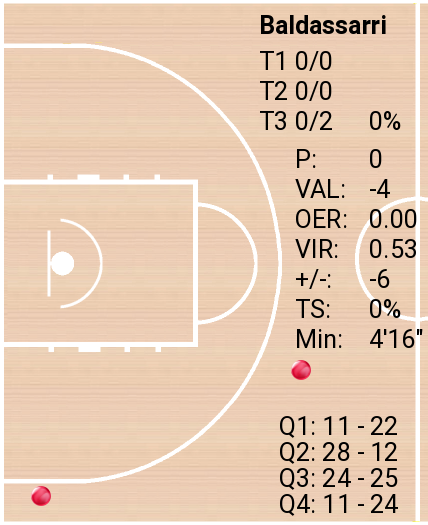 Baldassarri
T1 0/0
T2 0/0
T3 0/2 0%
P: 0
VAL: -4
OER: 0.00
VIR: 0.53
+/-: -6
TS: 0%
Min: 4'16"
Q1: 11 - 22
Q2: 28 - 12
Q3: 24 - 25
Q4: 11 - 24